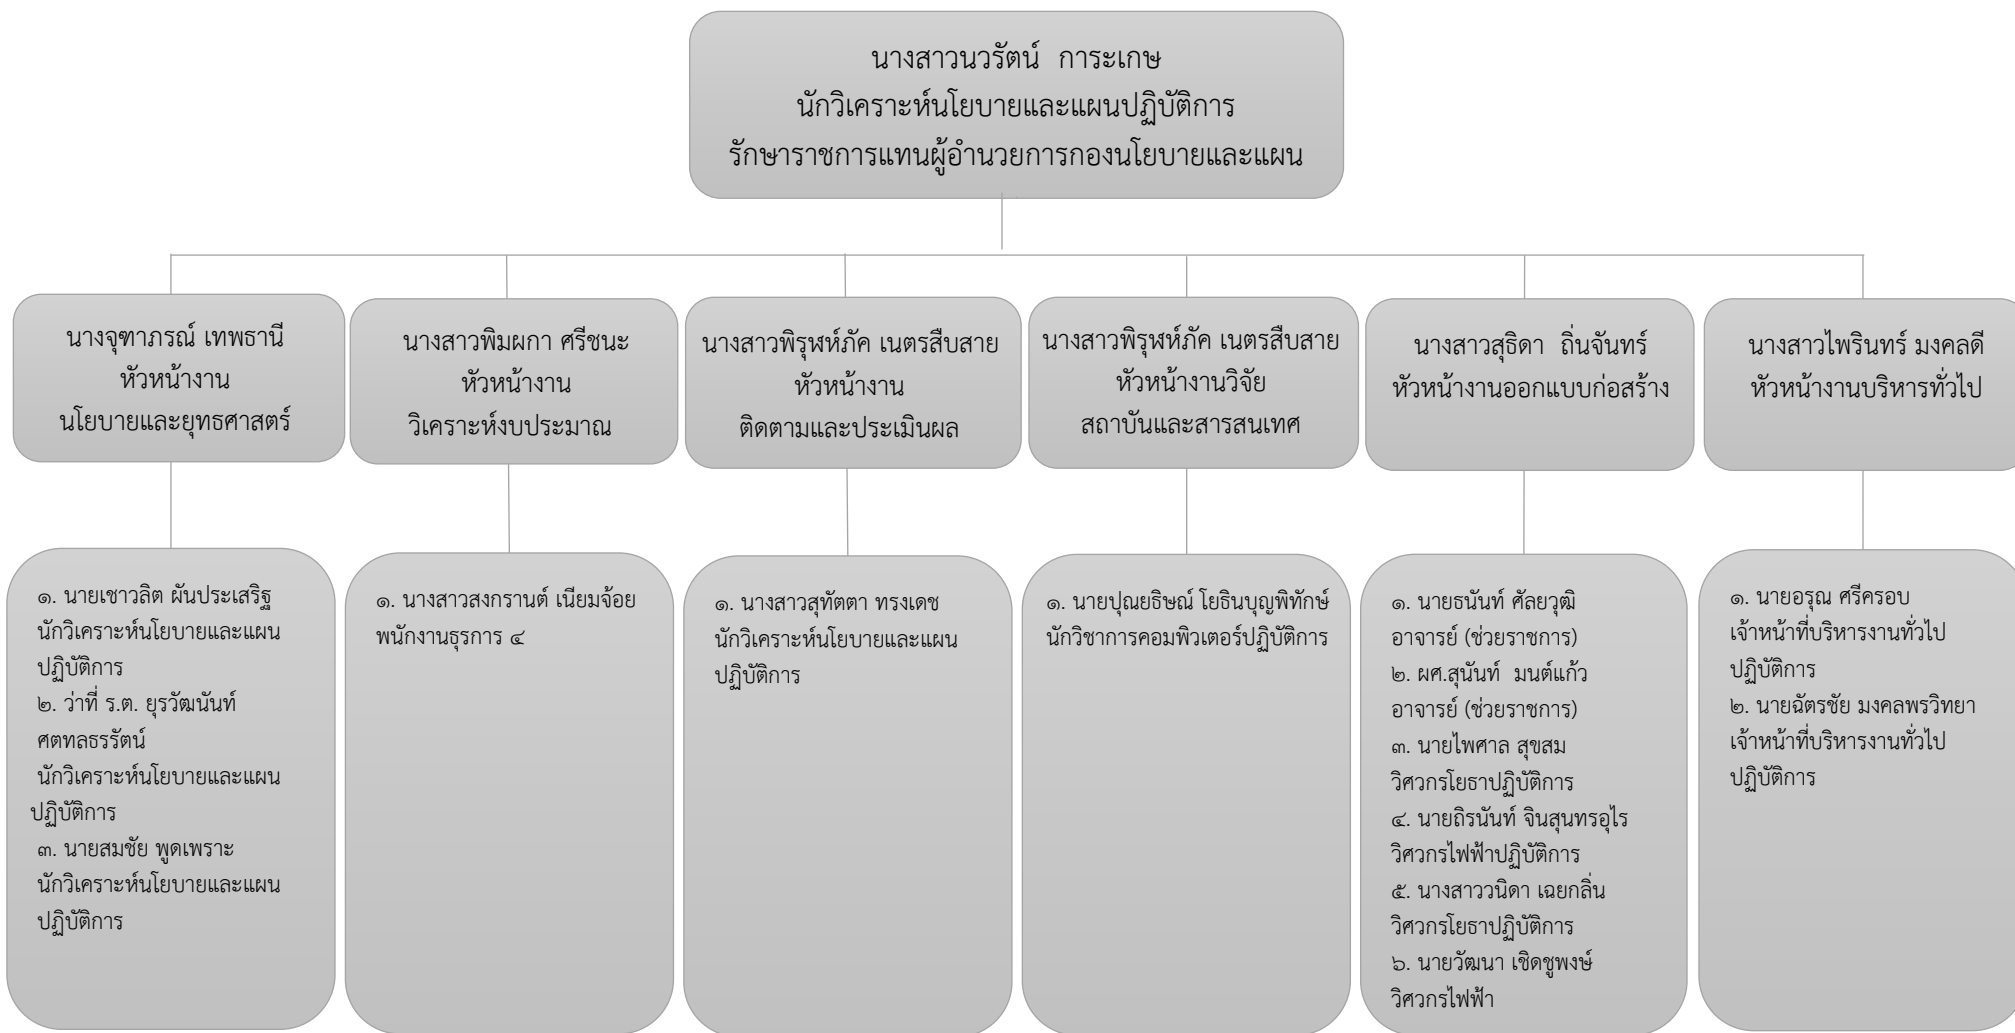 นางสาวนวรัตน์  การะเกษ
นักวิเคราะห์นโยบายและแผนปฏิบัติการ
รักษาราชการแทนผู้อำนวยการกองนโยบายและแผน
นางจุฑาภรณ์ เทพธานี
หัวหน้างาน
นโยบายและยุทธศาสตร์
นางสาวพิมผกา ศรีชนะ
หัวหน้างาน
วิเคราะห์งบประมาณ
นางสาวพิรุฬห์ภัค เนตรสืบสาย
หัวหน้างาน
ติดตามและประเมินผล
นางสาวพิรุฬห์ภัค เนตรสืบสาย
หัวหน้างานวิจัย
สถาบันและสารสนเทศ
นางสาวสุธิดา  ถิ่นจันทร์
หัวหน้างานออกแบบก่อสร้าง
นางสาวไพรินทร์ มงคลดี
หัวหน้างานบริหารทั่วไป
๑. นายเชาวลิต ผันประเสริฐ
นักวิเคราะห์นโยบายและแผน
ปฏิบัติการ
๒. ว่าที่ ร.ต. ยุรวัฒนันท์
ศตทลธรรัตน์
นักวิเคราะห์นโยบายและแผน
ปฏิบัติการ
๓. นายสมชัย พูดเพราะ
นักวิเคราะห์นโยบายและแผน
ปฏิบัติการ
๑. นางสาวสงกรานต์ เนียมจ้อย
พนักงานธุรการ ๔
๑. นางสาวสุทัตตา ทรงเดช
นักวิเคราะห์นโยบายและแผน
ปฏิบัติการ
๑. นายปุณยธิษณ์ โยธินบุญพิทักษ์
นักวิชาการคอมพิวเตอร์ปฏิบัติการ
๑. นายธนันท์ ศัลยวุฒิ
อาจารย์ (ช่วยราชการ)
๒. ผศ.สุนันท์  มนต์แก้ว
อาจารย์ (ช่วยราชการ)
๓. นายไพศาล สุขสม
วิศวกรโยธาปฏิบัติการ
๔. นายถิรนันท์ จินสุนทรอุไร
วิศวกรไฟฟ้าปฏิบัติการ
๕. นางสาววนิดา เฉยกลิ่น
วิศวกรโยธาปฏิบัติการ
๖. นายวัฒนา เชิดชูพงษ์
วิศวกรไฟฟ้า
๑. นายอรุณ ศรีครอบ
เจ้าหน้าที่บริหารงานทั่วไป
ปฏิบัติการ
๒. นายฉัตรชัย มงคลพรวิทยา
เจ้าหน้าที่บริหารงานทั่วไป
ปฏิบัติการ